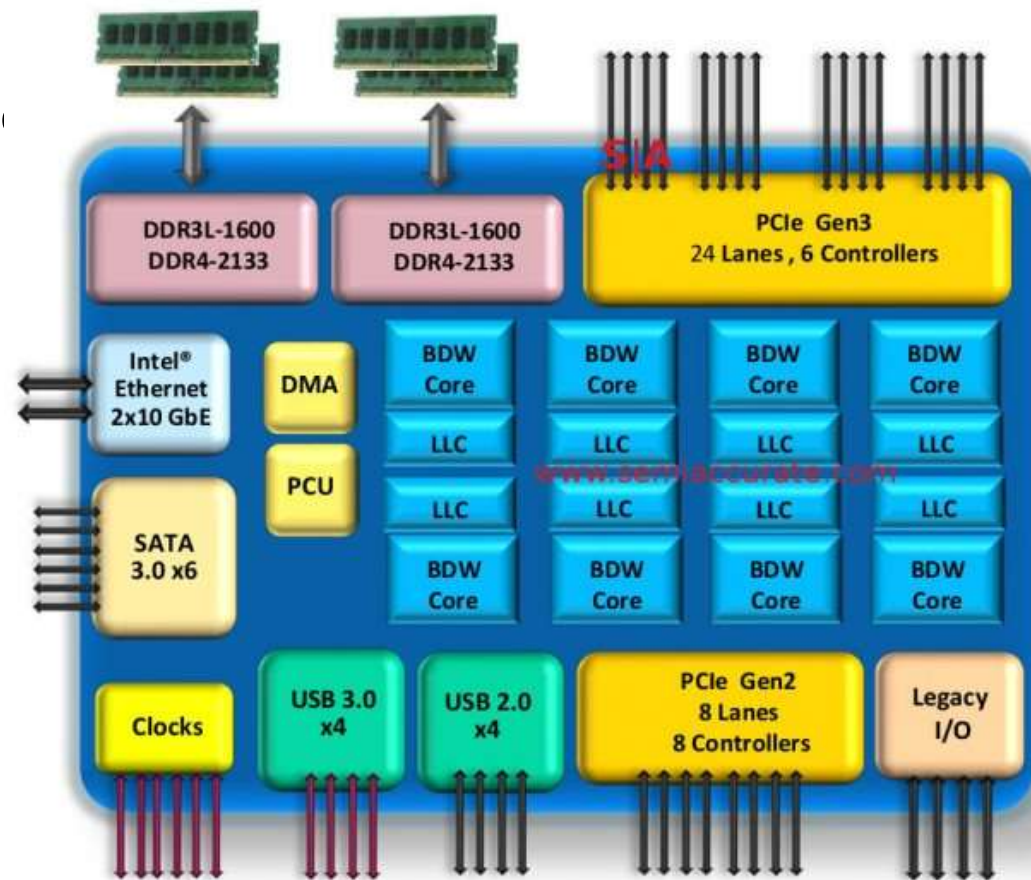 S|A
DDR3L-1600
DDR4-2133
DDR3L-1600
DDR4-2133
PCIe Gen3
24 Lanes , 6 Controllers
Intel®
Ethernet
2x10 GbE
DMA
PCU
BDW
Core
BDW
Core
BDW
Core
BDW
Core
LLC
LLC
LLC
LLC
www.semiaccurate.com
LLC
LLC
LLC
LLC
BDW
Core
BDW
Core
BDW
Core
BDW
Core
SATA
3.0 x6
Clocks
USB 3.0
x4
USB 2.0
x4
PCIe Gen2
8 Lanes
8 Controllers
Legacy
I/O